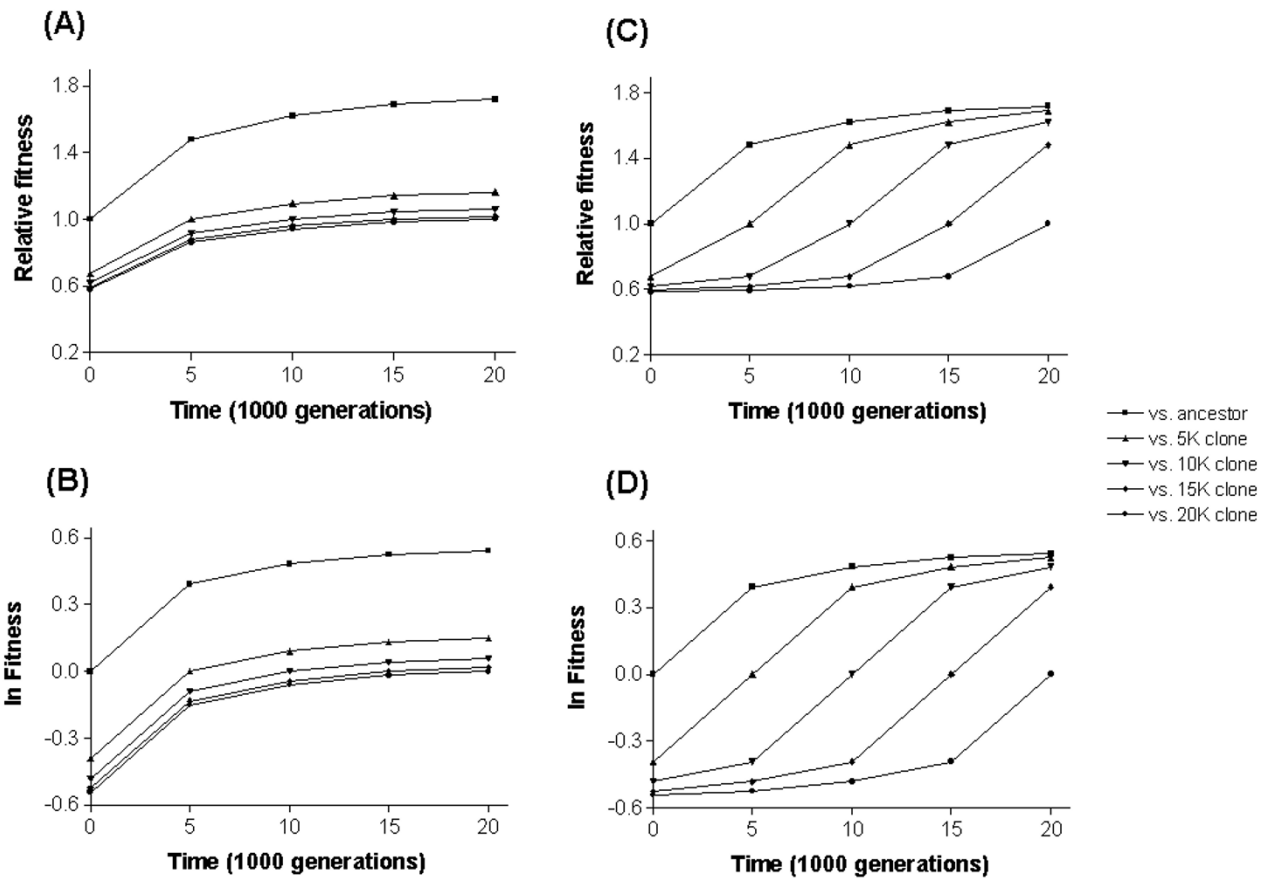 (A)
Relative fitness
1.8
1.4
1.0
0.6
0.2
0 5 10 15 20
Time (1000 generations)
(C)
Relative fitness
1.8
1.4
1.0
0.6
0.2
0 5 10 15 20
Time (1000 generations)
vs. ancestor
vs. 5K clone
vs. 10K clone
vs. 15K clone
vs. 20K clone
(B)
ln Fitness
0.6
0.3
0.0
-0.3
-0.6
0 5 10 15 20
Time (1000 generations)
(D)
ln Fitness
0.6
0.3
0.0
-0.3
-0.6
0 5 10 15 20
Time (1000 generations)